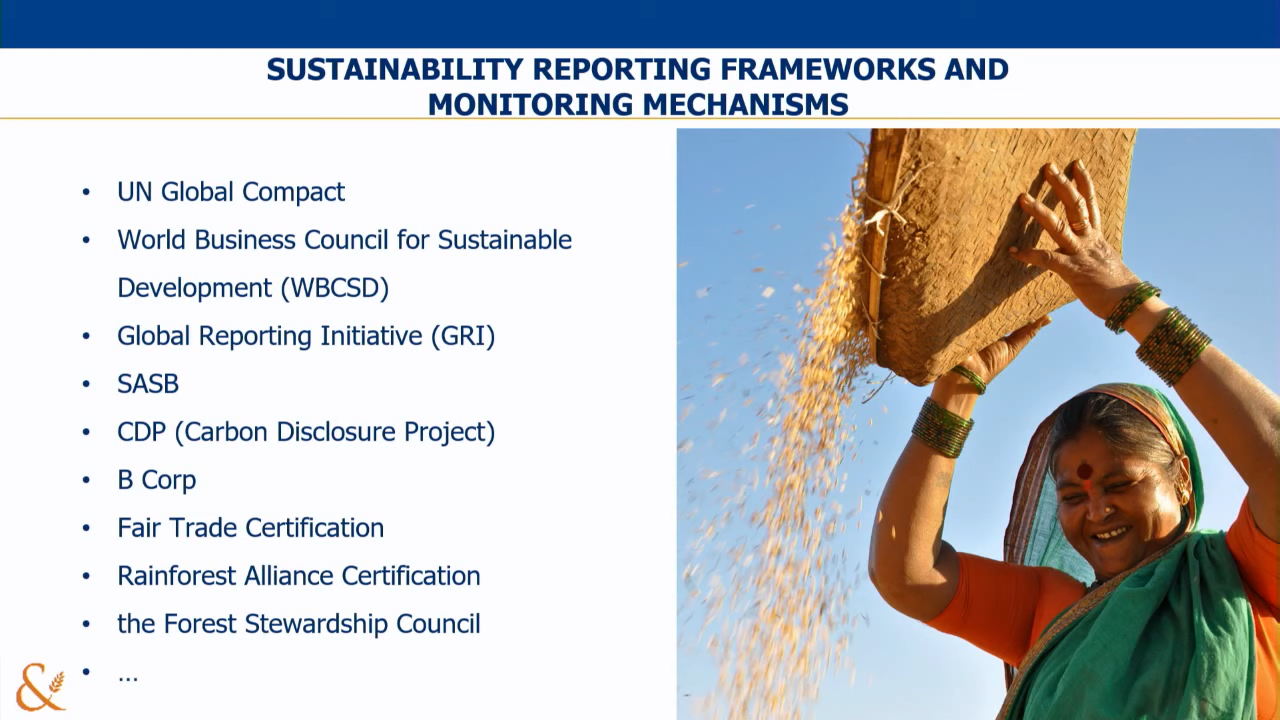 SUSTAINABILITY REPORTING FRAMEWORKS AND
MONITORING MECHANISMS
• UN Global Compact
• World Business Council for Sustainable
Development (WBCSD)
• Global Reporting Initiative (GRI)
• SASB
• CDP (Carbon Disclosure Project)
• B Corp
• Fair Trade Certification
• Rainforest Alliance Certification
• the Forest Stewardship Council
• ...
&